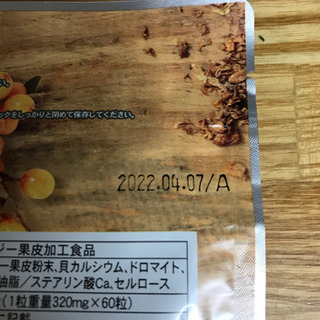 ックをしっかりと閉めて保存してください。
2022.04.07/A
ジー果皮加工食品
ー果皮粉末、貝カルシウム、ドロマイト、
油脂／ステアリン酸Ca、セルロース
(1粒重量320mg×60粒)
に記載